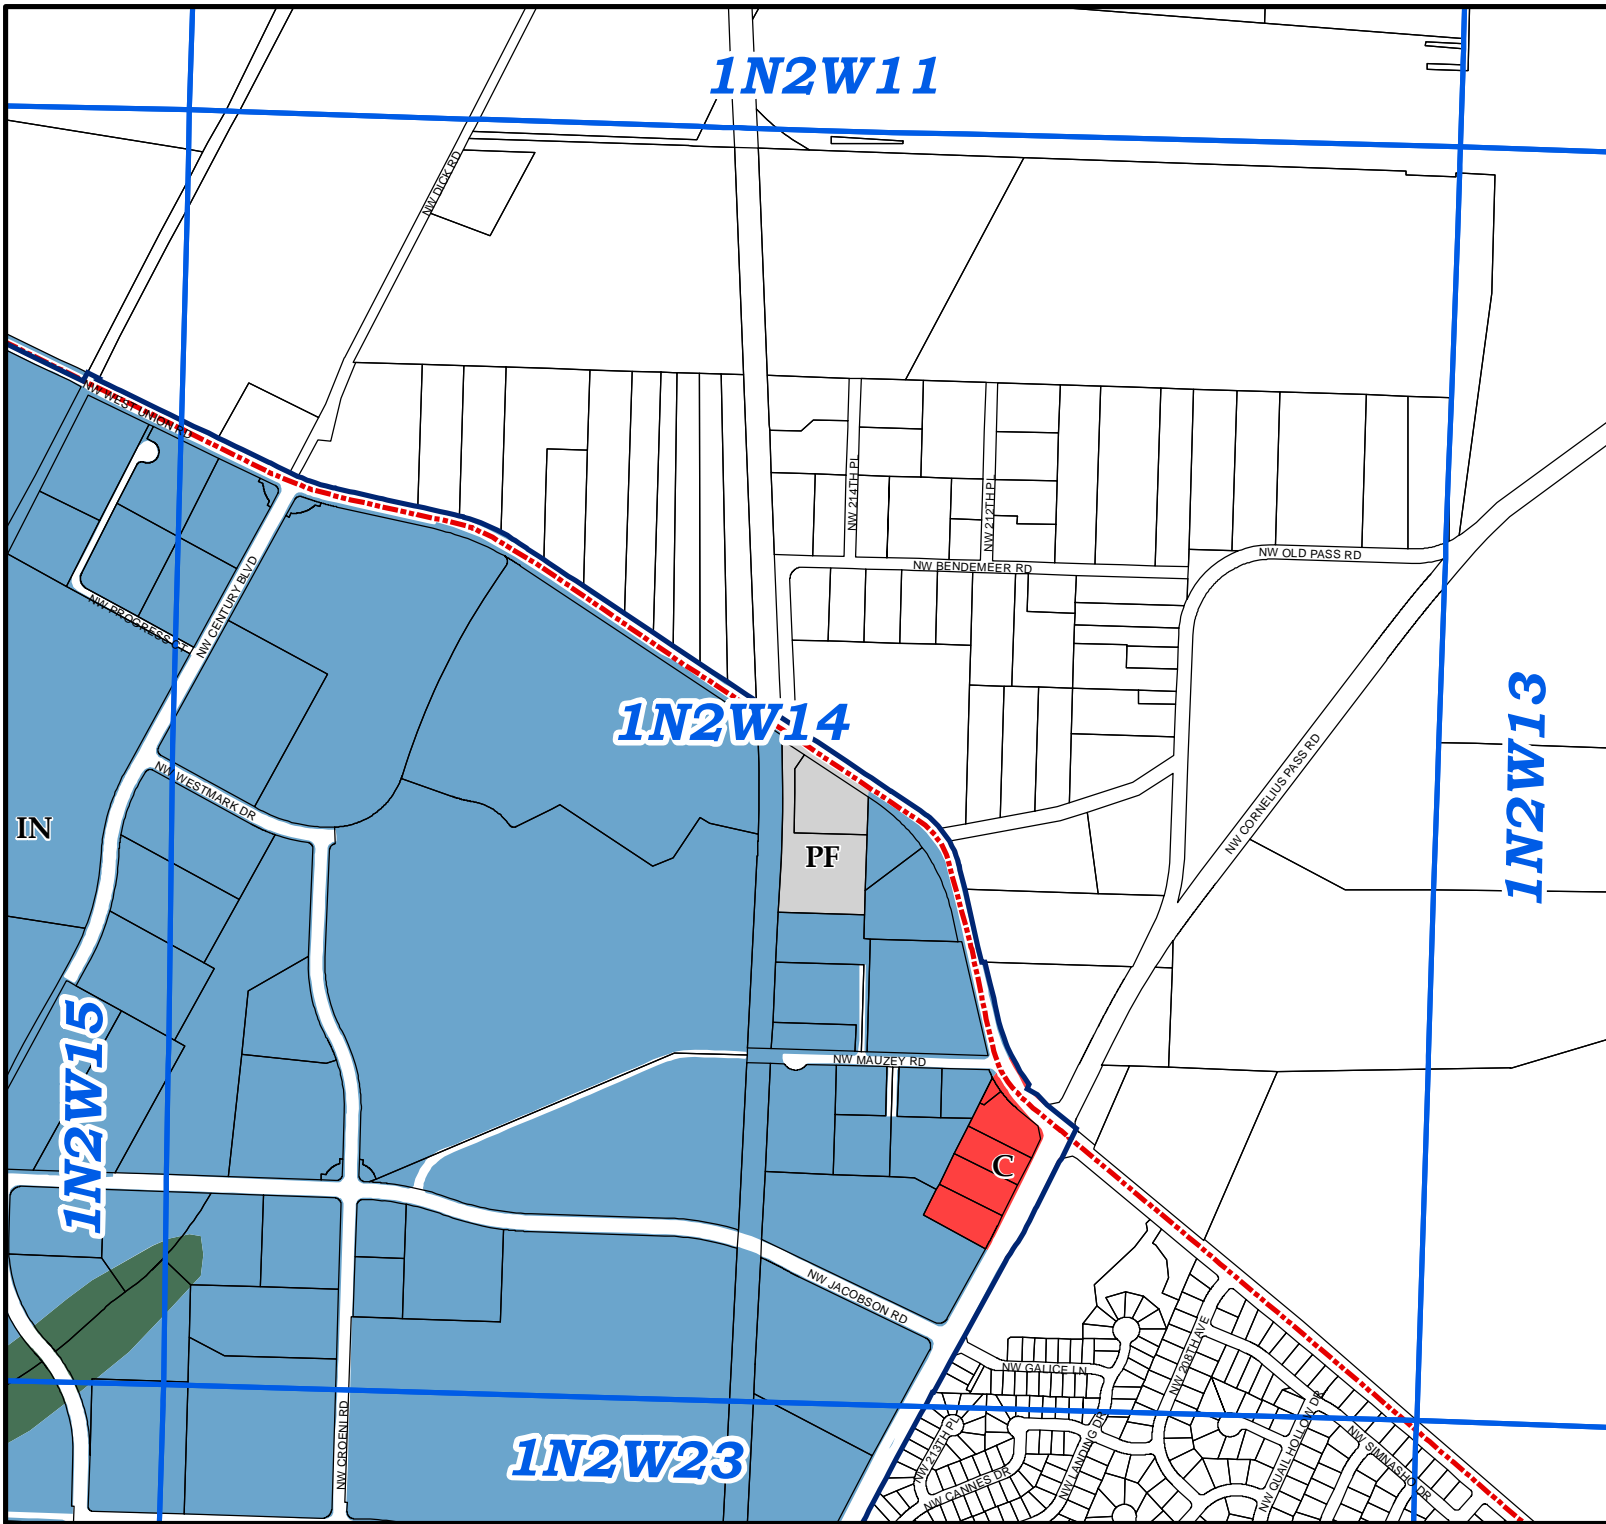 1N2W11
NW DICK RD
NW WEST UNION RD
NW 214TH PL
NW 212TH PL
NW OLD PASS RD
NW BENDEMEER RD
NW CENTURY BLVD
NW PROGRESS CT
1N2W14
1N2W13
NW CORNELIUS PASS RD
NW WESTMARK DR
IN
PF
1N2W15
NW MAUZEY RD
C
NW JACOBSON RD
NW 208TH AVE
NW GALICE LN
NW CROENI RD
NW 213TH PL
NW LANDING DR
NW QUAIL HOLLOW DR
NW SIMNASHO DR
1N2W23
NW CANNES DR